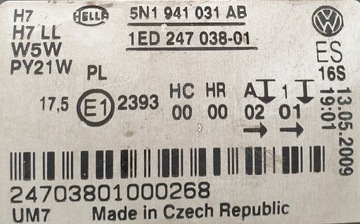 H7 HELLA 5N1 941 031 AB
H7 LL 1ED 247 038-01
W5W ES
PY21W PL 16S
17,5 E1 2393 HC HR A 1
00 00 02 01
13.05.2009
19:01
24703801000268
UM7 Made in Czech Republic